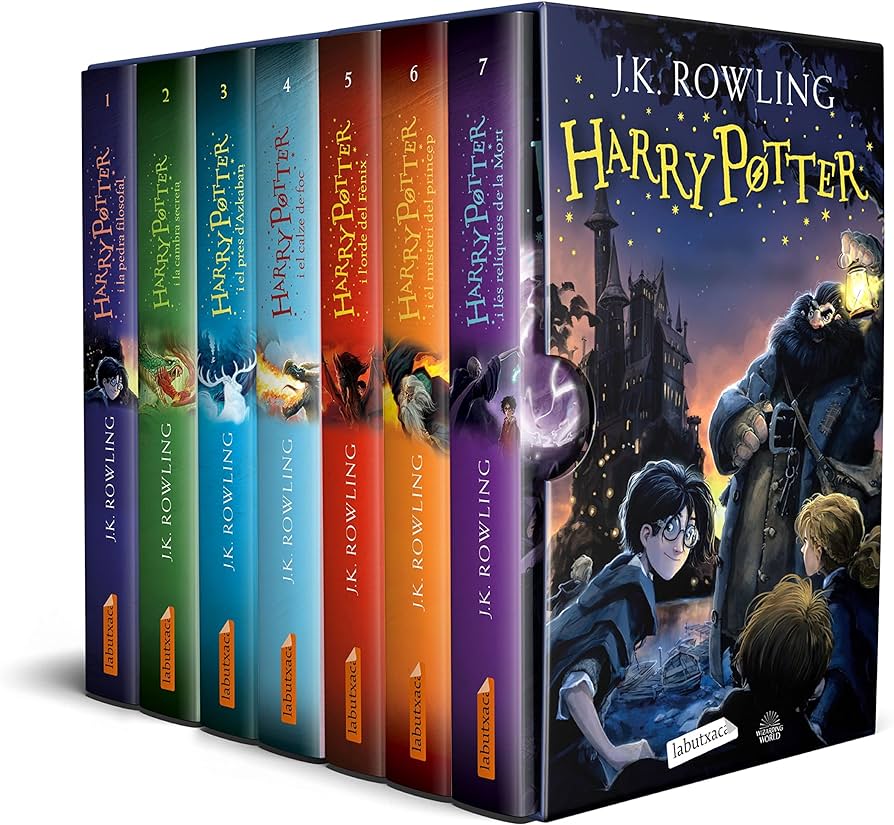 1
HARRY POTTER
i la pedra filosofal
J.K. ROWLING
labutxaca
2
HARRY POTTER
i la cambra secreta
J.K. ROWLING
labutxaca
3
HARRY POTTER
i el pres d'Azkaban
J.K. ROWLING
labutxaca
4
HARRY POTTER
i el calze de foc
J.K. ROWLING
labutxaca
5
HARRY POTTER
i l'orde del Fènix
J.K. ROWLING
labutxaca
6
HARRY POTTER
i el misteri del príncep
J.K. ROWLING
labutxaca
7
HARRY POTTER
i les relíquies de la Mort
J.K. ROWLING
labutxaca
J.K. ROWLING
HARRY POTTER
labutxaca
WIZARDING
WORLD